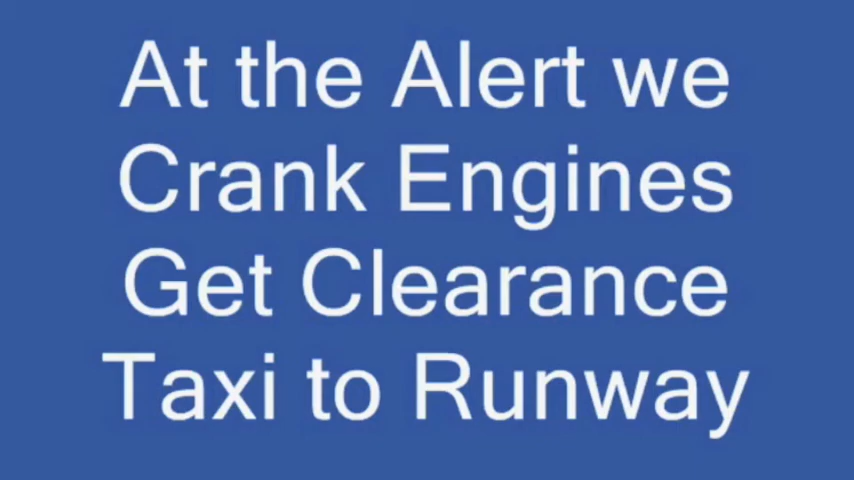 At the Alert we
Crank Engines
Get Clearance
Taxi to Runway